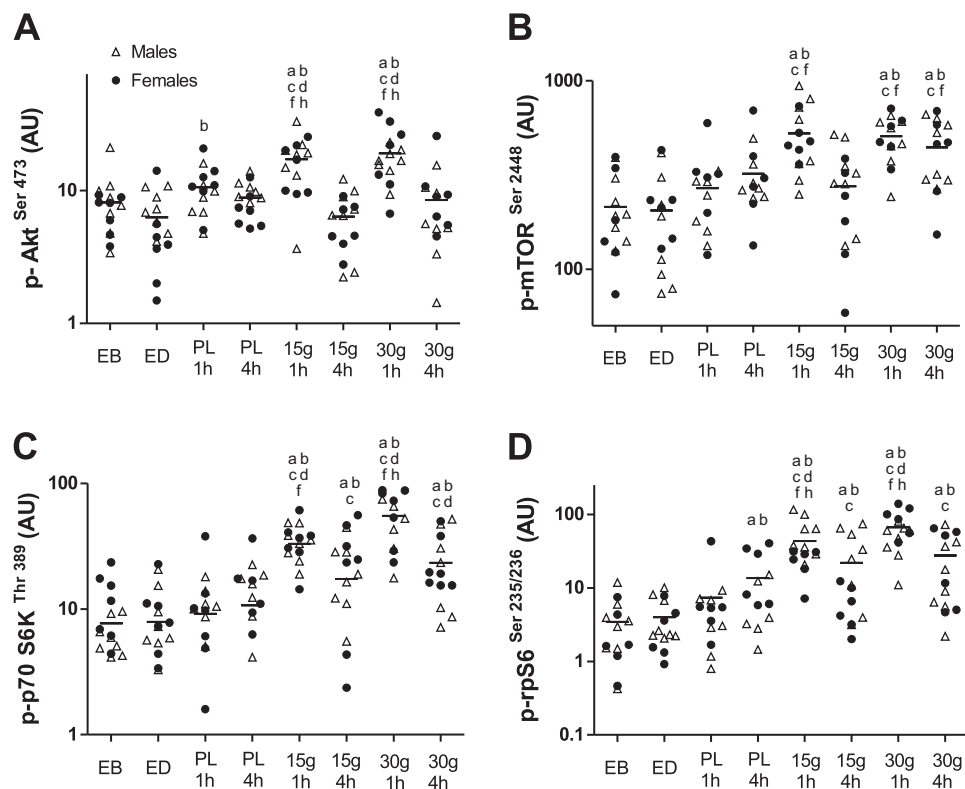 A
△ Males
● Females
p- Akt Ser 473 (AU)
10
1
b
a b
c d
f h
a b
c d
f h
EB
ED
PL
1h
PL
4h
15g
1h
15g
4h
30g
1h
30g
4h
B
p-mTOR Ser 2448 (AU)
1000
100
a b
c f
a b
c f
a b
c f
EB
ED
PL
1h
PL
4h
15g
1h
15g
4h
30g
1h
30g
4h
C
p-p70 S6K Thr 389 (AU)
100
10
1
a b
c d
f
a b
c
a b
c d
f h
a b
c d
EB
ED
PL
1h
PL
4h
15g
1h
15g
4h
30g
1h
30g
4h
D
p-rpS6 Ser 235/236 (AU)
100
10
1
0.1
a b
a b
c d
f h
a b
c
a b
c d
f h
a b
c
EB
ED
PL
1h
PL
4h
15g
1h
15g
4h
30g
1h
30g
4h